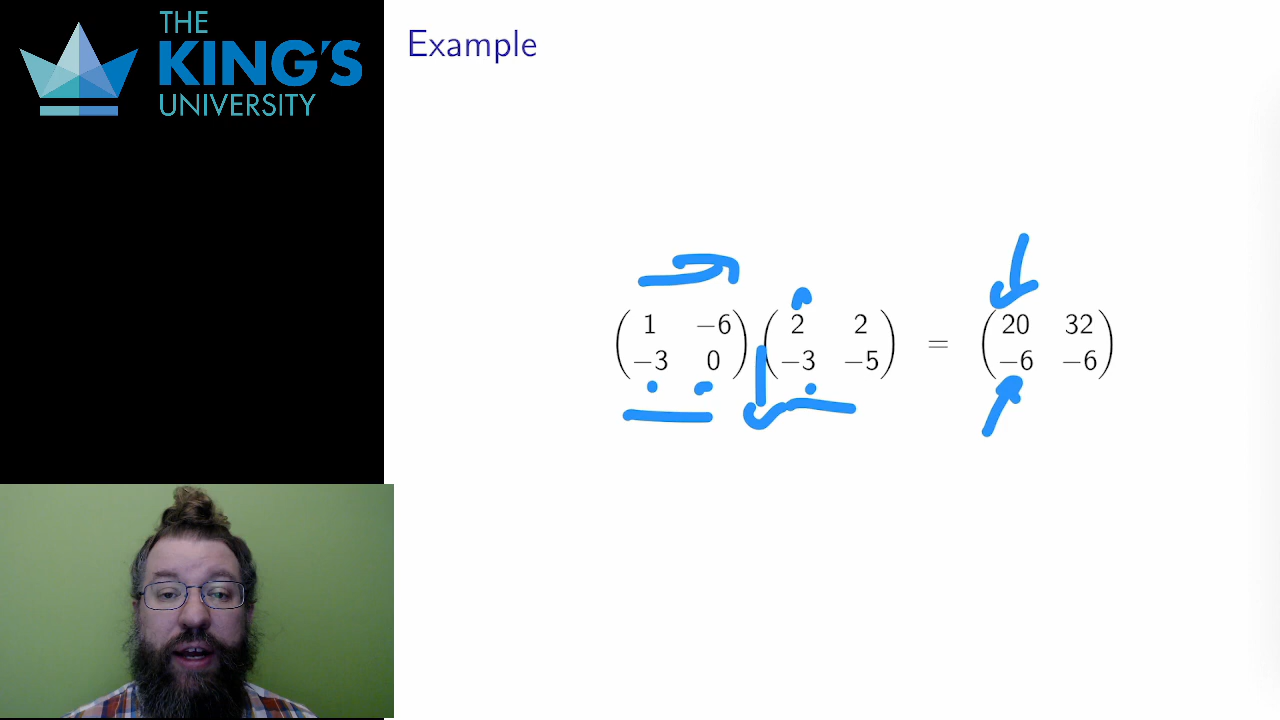 THE
KING'S
UNIVERSITY
Example
( 1 −6 ) ( 2 2 ) = ( 20 32 )
( −3 0 ) ( −3 −5 ) ( −6 −6 )